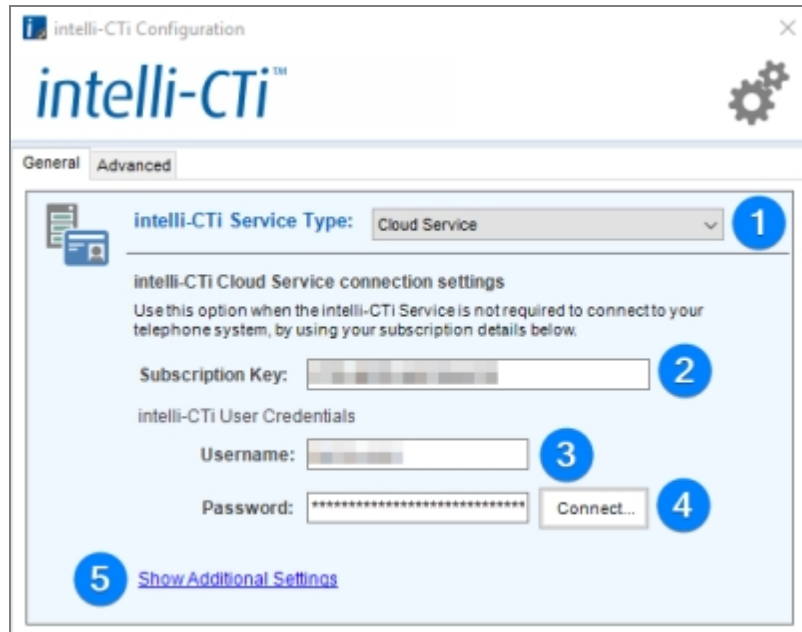 intelli-CTi Configuration
intelli-CTi™
General Advanced
intelli-CTi Service Type: Cloud Service 1
intelli-CTi Cloud Service connection settings
Use this option when the intelli-CTi Service is not required to connect to your
telephone system, by using your subscription details below.
Subscription Key: 2
intelli-CTi User Credentials
Username: 3
Password: ****************************** Connect... 4
5 Show Additional Settings